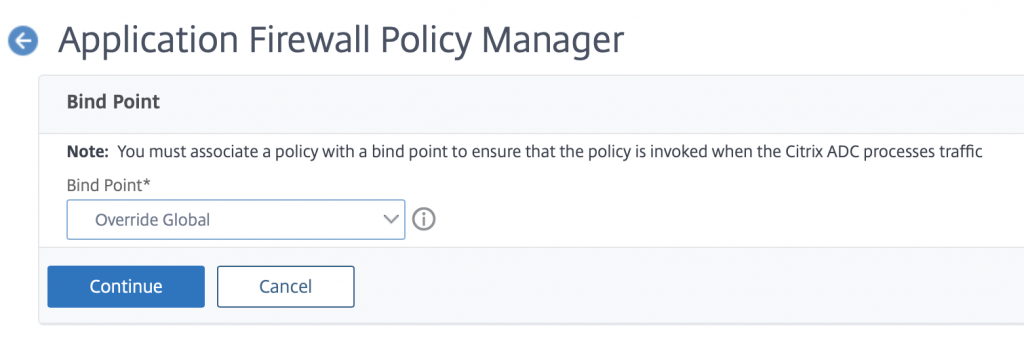 Application Firewall Policy Manager
Bind Point
Note: You must associate a policy with a bind point to ensure that the policy is invoked when the Citrix ADC processes traffic
Bind Point*
Override Global
Continue Cancel